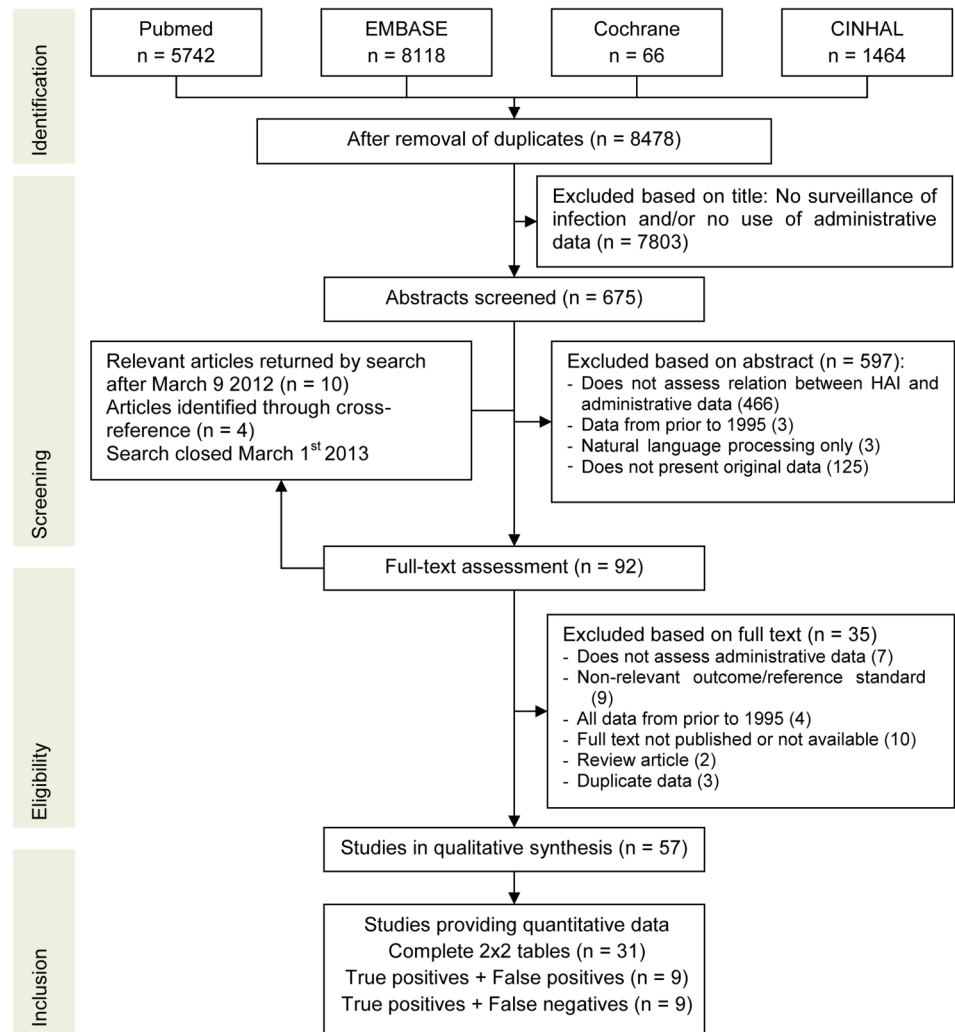 Identification
Pubmed
n = 5742
EMBASE
n = 8118
Cochrane
n = 66
CINHAL
n = 1464
After removal of duplicates (n = 8478)
Screening
Excluded based on title: No surveillance of
infection and/or no use of administrative
data (n = 7803)
Abstracts screened (n = 675)
Relevant articles returned by search
after March 9 2012 (n = 10)
Articles identified through cross-
reference (n = 4)
Search closed March 1st 2013
Excluded based on abstract (n = 597):
- Does not assess relation between HAI and
administrative data (466)
- Data from prior to 1995 (3)
- Natural language processing only (3)
- Does not present original data (125)
Full-text assessment (n = 92)
Eligibility
Excluded based on full text (n = 35)
- Does not assess administrative data (7)
- Non-relevant outcome/reference standard
(9)
- All data from prior to 1995 (4)
- Full text not published or not available (10)
- Review article (2)
- Duplicate data (3)
Studies in qualitative synthesis (n = 57)
Inclusion
Studies providing quantitative data
Complete 2x2 tables (n = 31)
True positives + False positives (n = 9)
True positives + False negatives (n = 9)